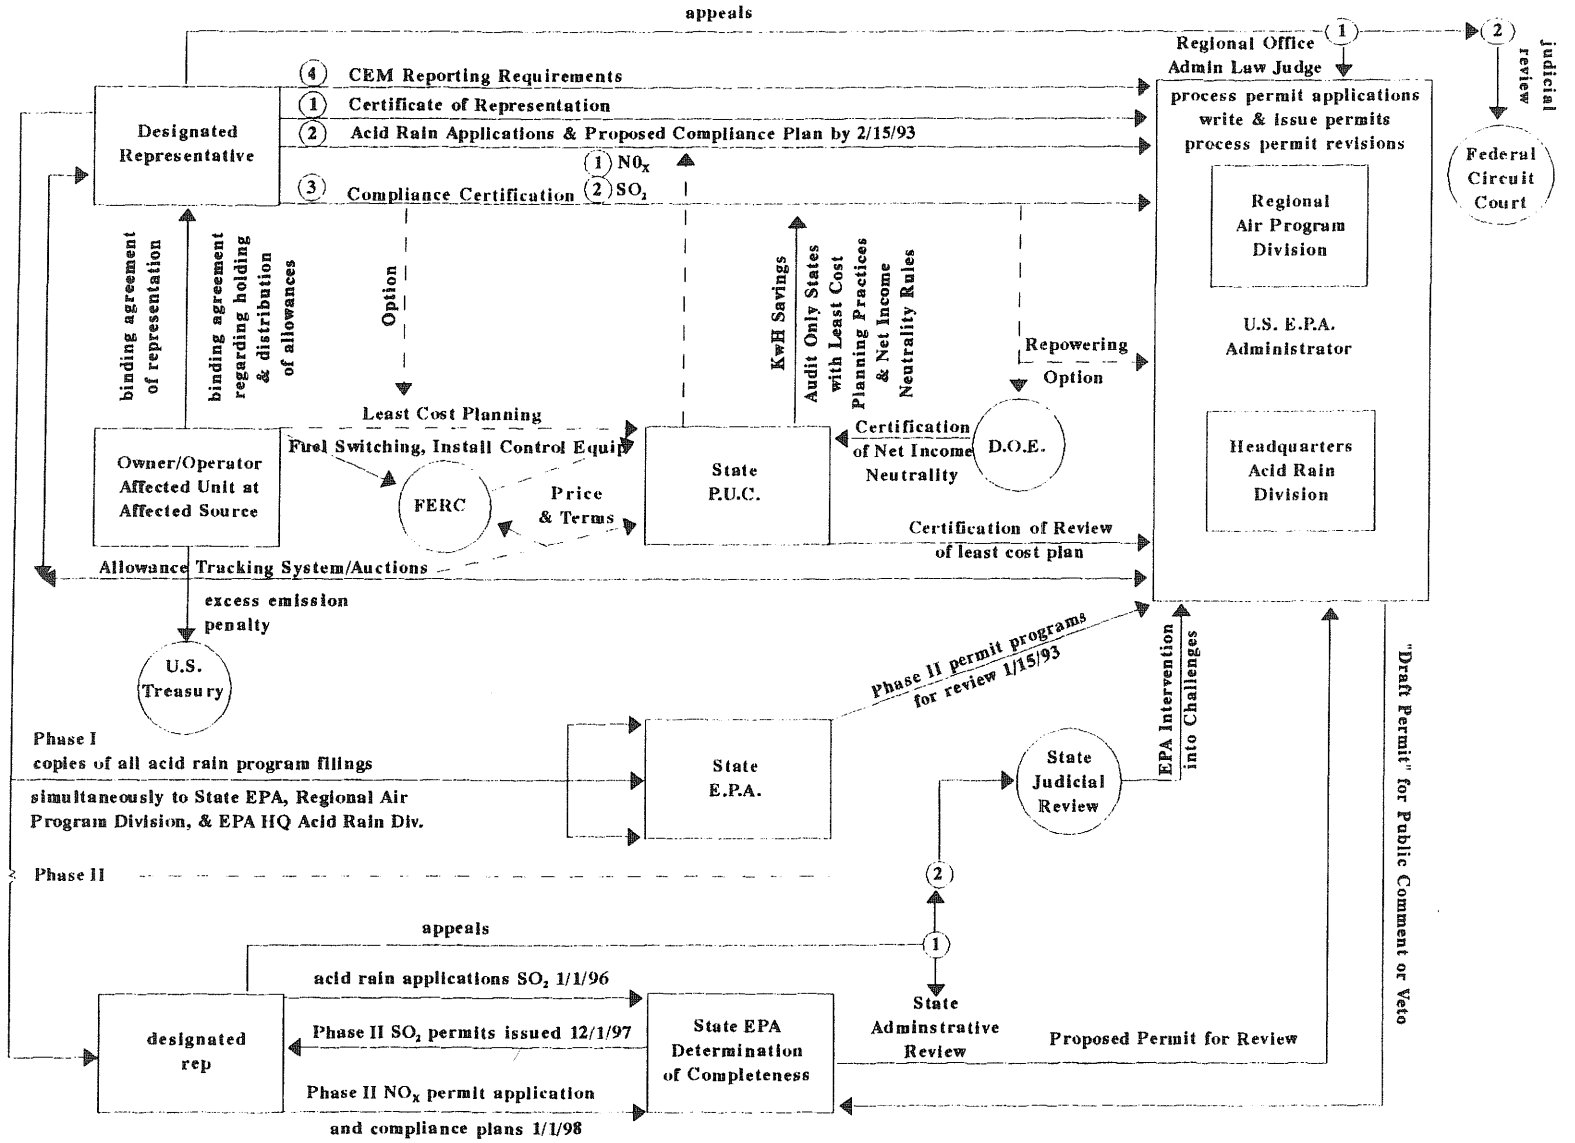 appeals
1
2
judicial
review
Regional Office
Admin Law Judge
4 CEM Reporting Requirements
1 Certificate of Representation
2 Acid Rain Applications & Proposed Compliance Plan by 2/15/93
1 NOx
3 Compliance Certification 2 SO₂
Designated
Representative
process permit applications
write & issue permits
process permit revisions
Federal
Circuit
Court
Regional
Air Program
Division
U.S. E.P.A.
Administrator
Headquarters
Acid Rain
Division
binding agreement
of representation
binding agreement
regarding holding
& distribution
of allowances
Option
KwH Savings
Audit Only States
with Least Cost
Planning Practices
& Net Income
Neutrality Rules
Repowering
Option
Least Cost Planning
Fuel Switching, Install Control Equip
Owner/Operator
Affected Unit at
Affected Source
FERC
Price
& Terms
State
P.U.C.
Certification
of Net Income
Neutrality
D.O.E.
Certification of Review
of least cost plan
Allowance Tracking System/Auctions
excess emission
penalty
U.S.
Treasury
Phase II permit programs
for review 1/15/93
EPA Intervention
into Challenges
"Draft Permit" for Public Comment or Veto
Phase I
copies of all acid rain program filings
simultaneously to State EPA, Regional Air
Program Division, & EPA HQ Acid Rain Div.
State
E.P.A.
State
Judicial
Review
Phase II
2
appeals
1
acid rain applications SO₂ 1/1/96
State
Adminstrative
Review
designated
rep
Phase II SO₂ permits issued 12/1/97
State EPA
Determination
of Completeness
Proposed Permit for Review
Phase II NOx permit application
and compliance plans 1/1/98